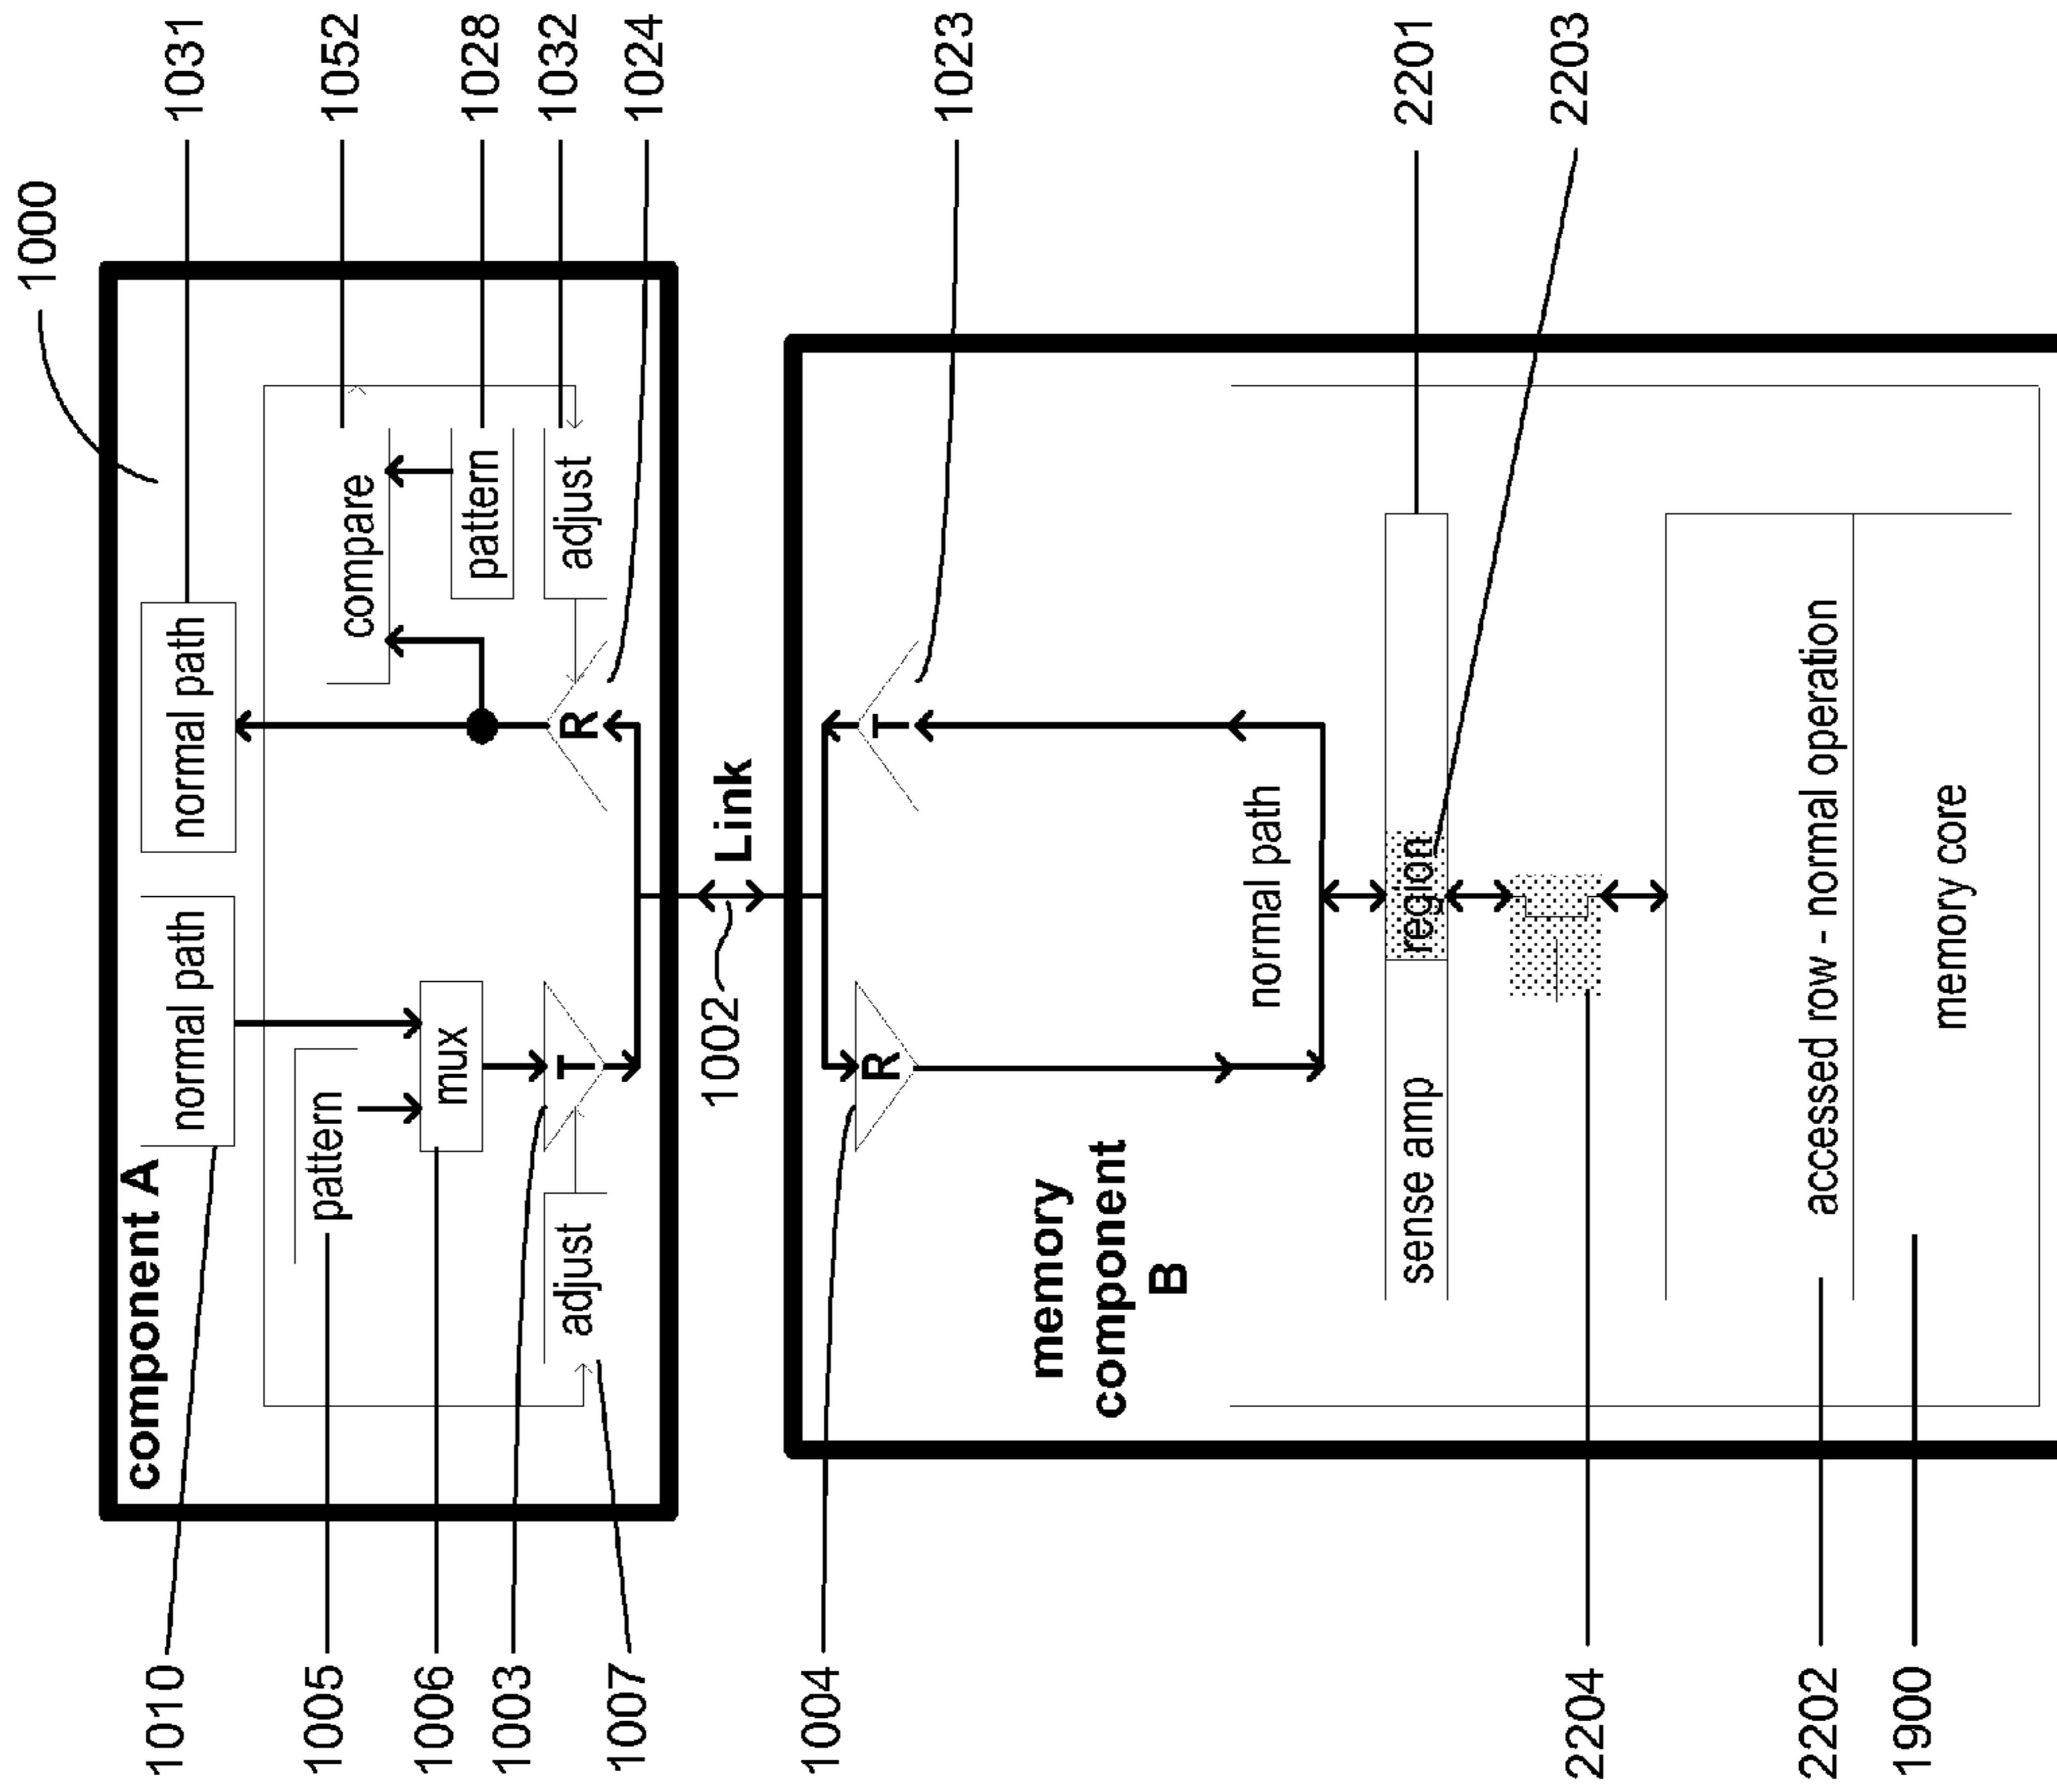 1000
1031
1052
1028
1032
1024
1023
2201
2203
component A
normal path
normal path
pattern
compare
mux
pattern
T
R
adjust
adjust
1002
Link
R
T
memory
component
B
normal path
sense amp
region
accessed row - normal operation
memory core
1010
1005
1006
1003
1007
1004
2204
2202
1900